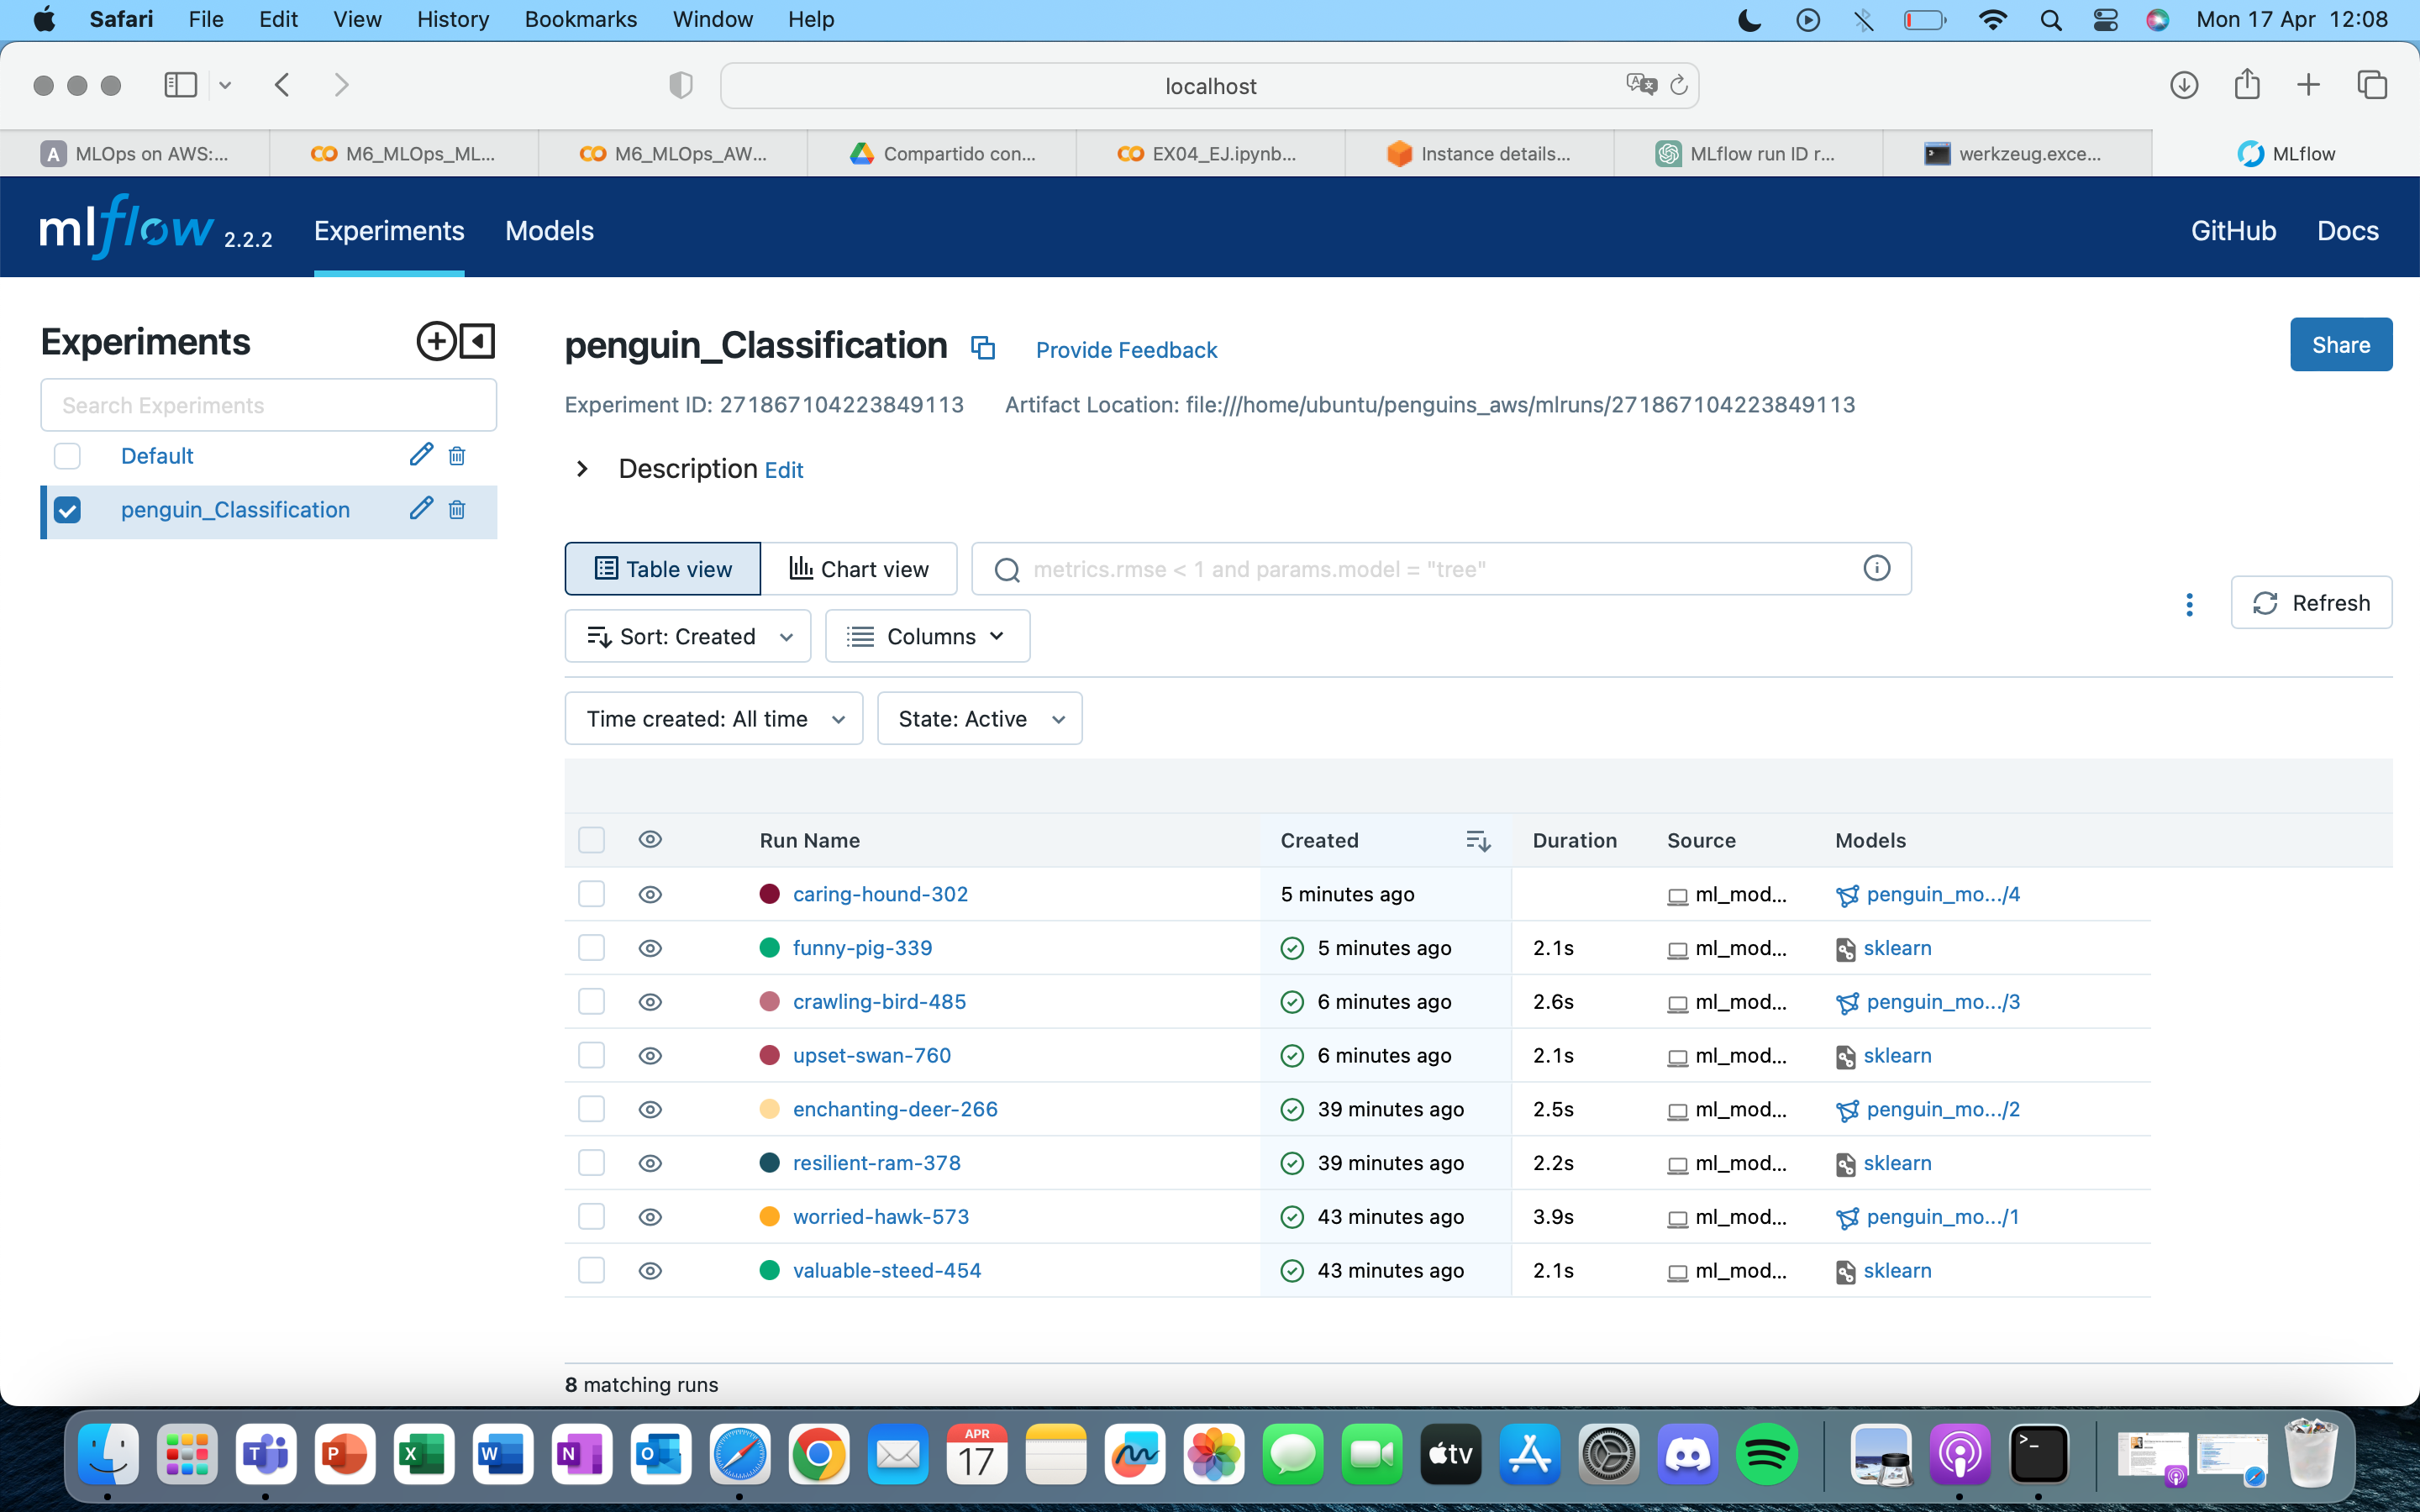 Safari File Edit View History Bookmarks Window Help Mon 17 Apr 12:08
localhost
A MLOps on AWS:... M6_MLOps_ML... M6_MLOps_AW... Compartido con... EX04_EJ.ipynb... Instance details... MLflow run ID r... werkzeug.exce... MLflow
mlflow 2.2.2 Experiments Models GitHub Docs
Experiments
Search Experiments
Default
penguin_Classification
penguin_Classification Provide Feedback Share
Experiment ID: 271867104223849113 Artifact Location: file:///home/ubuntu/penguins_aws/mlruns/271867104223849113
Description Edit
Table view Chart view metrics.rmse < 1 and params.model = "tree"
Refresh
Sort: Created Columns
Time created: All time State: Active
Run Name Created Duration Source Models
caring-hound-302 5 minutes ago ml_mod... penguin_mo.../4
funny-pig-339 5 minutes ago 2.1s ml_mod... sklearn
crawling-bird-485 6 minutes ago 2.6s ml_mod... penguin_mo.../3
upset-swan-760 6 minutes ago 2.1s ml_mod... sklearn
enchanting-deer-266 39 minutes ago 2.5s ml_mod... penguin_mo.../2
resilient-ram-378 39 minutes ago 2.2s ml_mod... sklearn
worried-hawk-573 43 minutes ago 3.9s ml_mod... penguin_mo.../1
valuable-steed-454 43 minutes ago 2.1s ml_mod... sklearn
8 matching runs
T P X W N O APR 17 tv >_